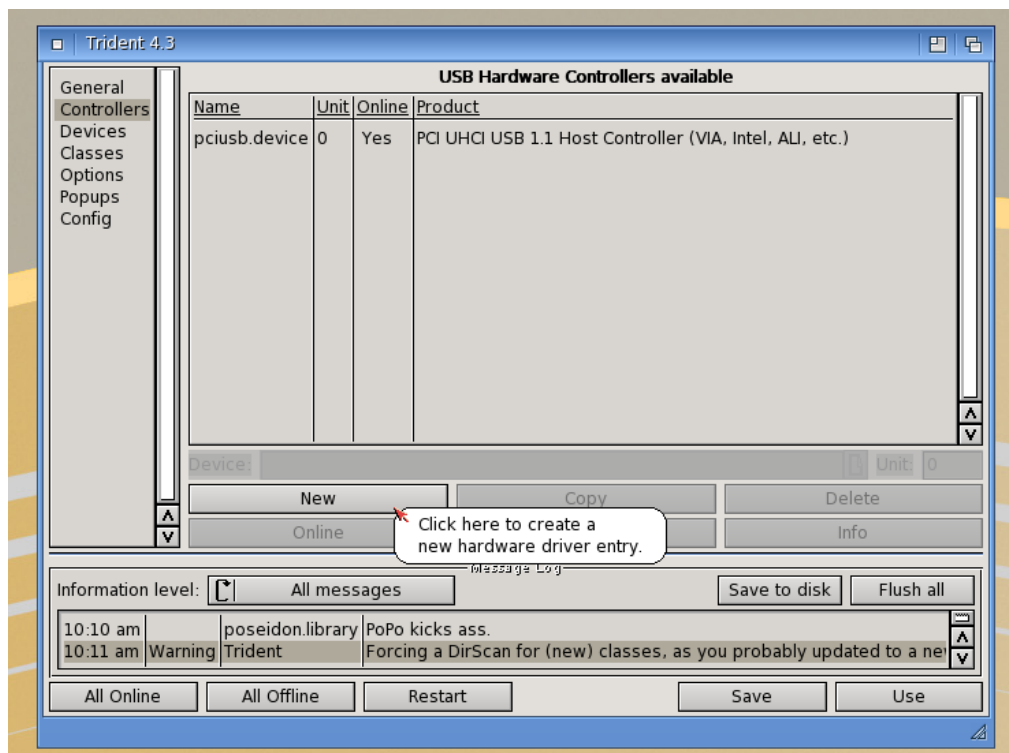 Trident 4.3
General
Controllers
Devices
Classes
Options
Popups
Config
USB Hardware Controllers available
Name Unit Online Product
pciusb.device 0 Yes PCI UHCI USB 1.1 Host Controller (VIA, Intel, ALI, etc.)
Device: Unit: 0
New Copy Delete
Online Info
Click here to create a
new hardware driver entry.
Message Log
Information level: All messages Save to disk Flush all
10:10 am poseidon.library PoPo kicks ass.
10:11 am Warning Trident Forcing a DirScan for (new) classes, as you probably updated to a ne
All Online All Offline Restart Save Use